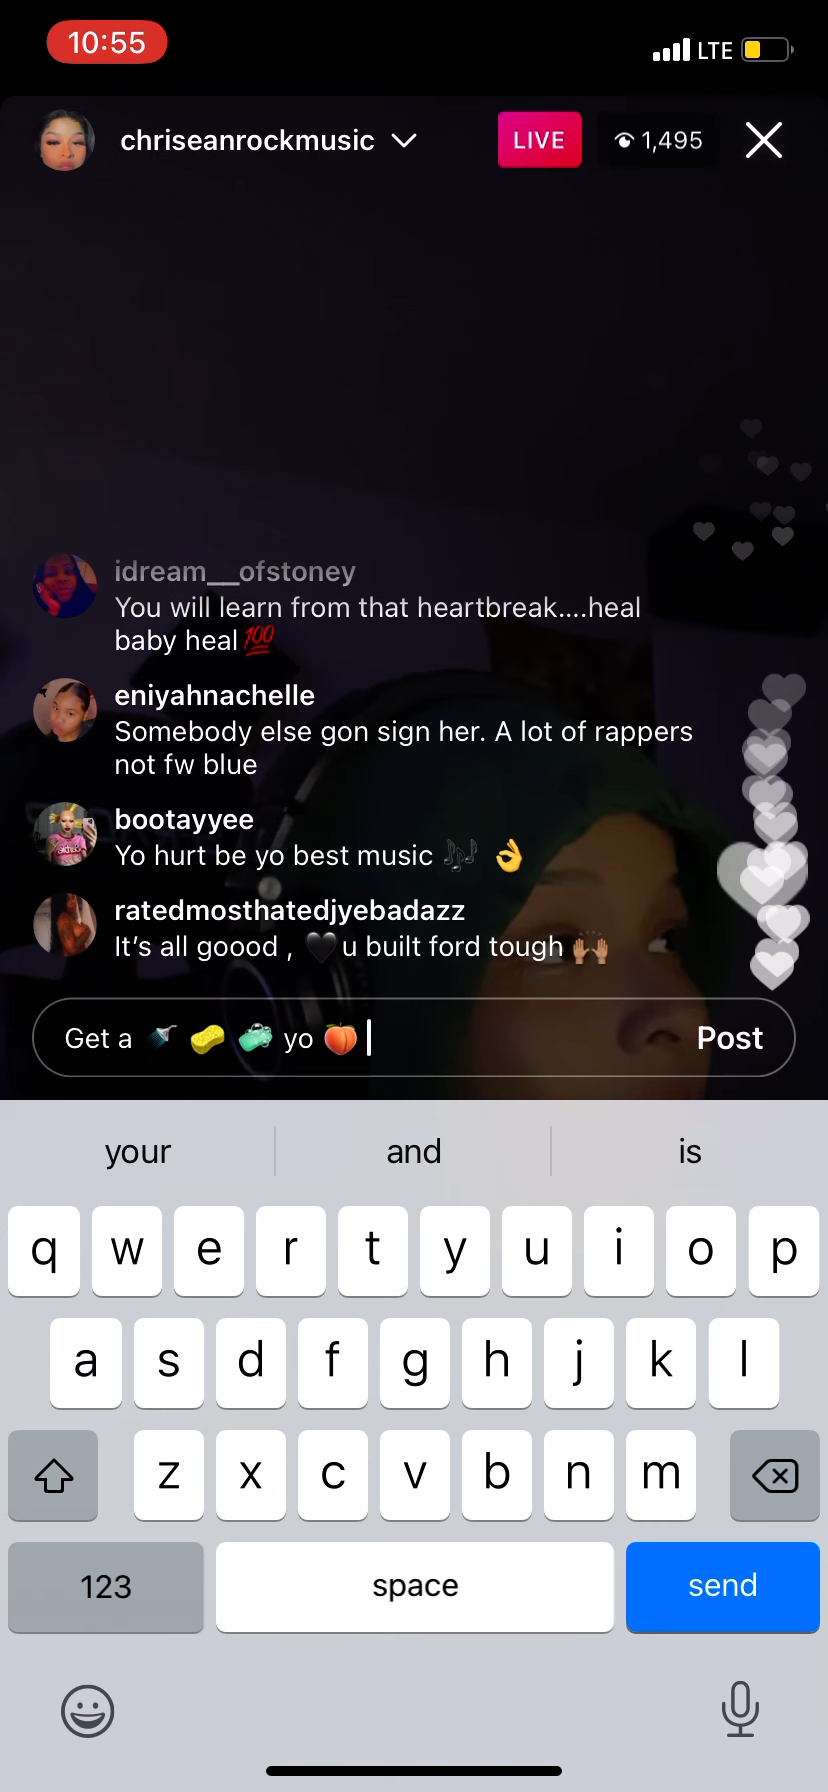 10:55
LTE
chriseanrockmusic
LIVE
1,495
idream__ofstoney
You will learn from that heartbreak....heal
baby heal 💯
eniyahnachelle
Somebody else gon sign her. A lot of rappers
not fw blue
bootayyee
Yo hurt be yo best music 🎶 👌
ratedmosthatedjyebadazz
It's all goood , 🖤u built ford tough 🙌🏼
Get a 🚿 🧽 🧼 yo 🍑
Post
your and is
q w e r t y u i o p
a s d f g h j k l
z x c v b n m
123 space send